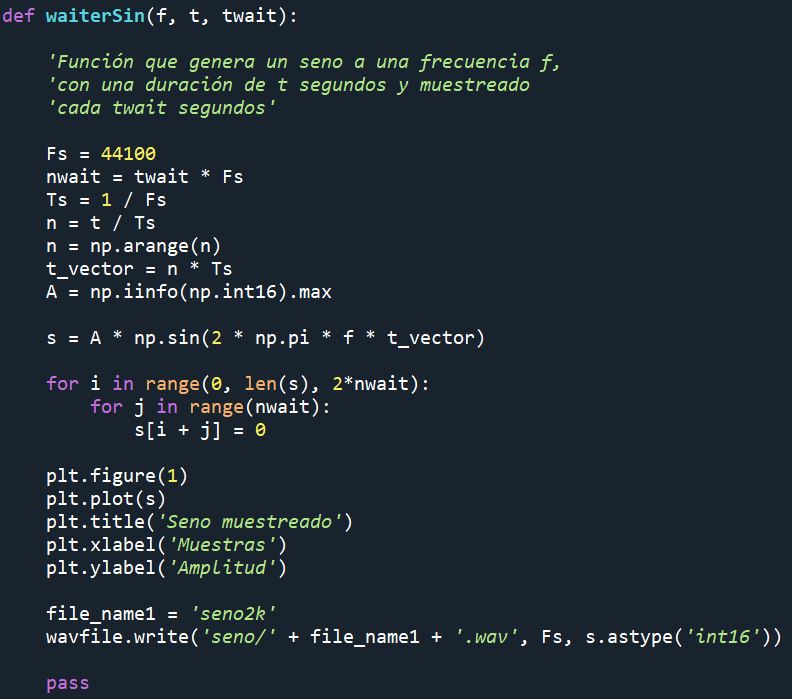 def waiterSin(f, t, twait):
'Función que genera un seno a una frecuencia f,
'con una duración de t segundos y muestreado
'cada twait segundos'
Fs = 44100
nwait = twait * Fs
Ts = 1 / Fs
n = t / Ts
n = np.arange(n)
t_vector = n * Ts
A = np.iinfo(np.int16).max
s = A * np.sin(2 * np.pi * f * t_vector)
for i in range(0, len(s), 2*nwait):
for j in range(nwait):
s[i + j] = 0
plt.figure(1)
plt.plot(s)
plt.title('Seno muestreado')
plt.xlabel('Muestras')
plt.ylabel('Amplitud')
file_name1 = 'seno2k'
wavfile.write('seno/' + file_name1 + '.wav', Fs, s.astype('int16'))
pass